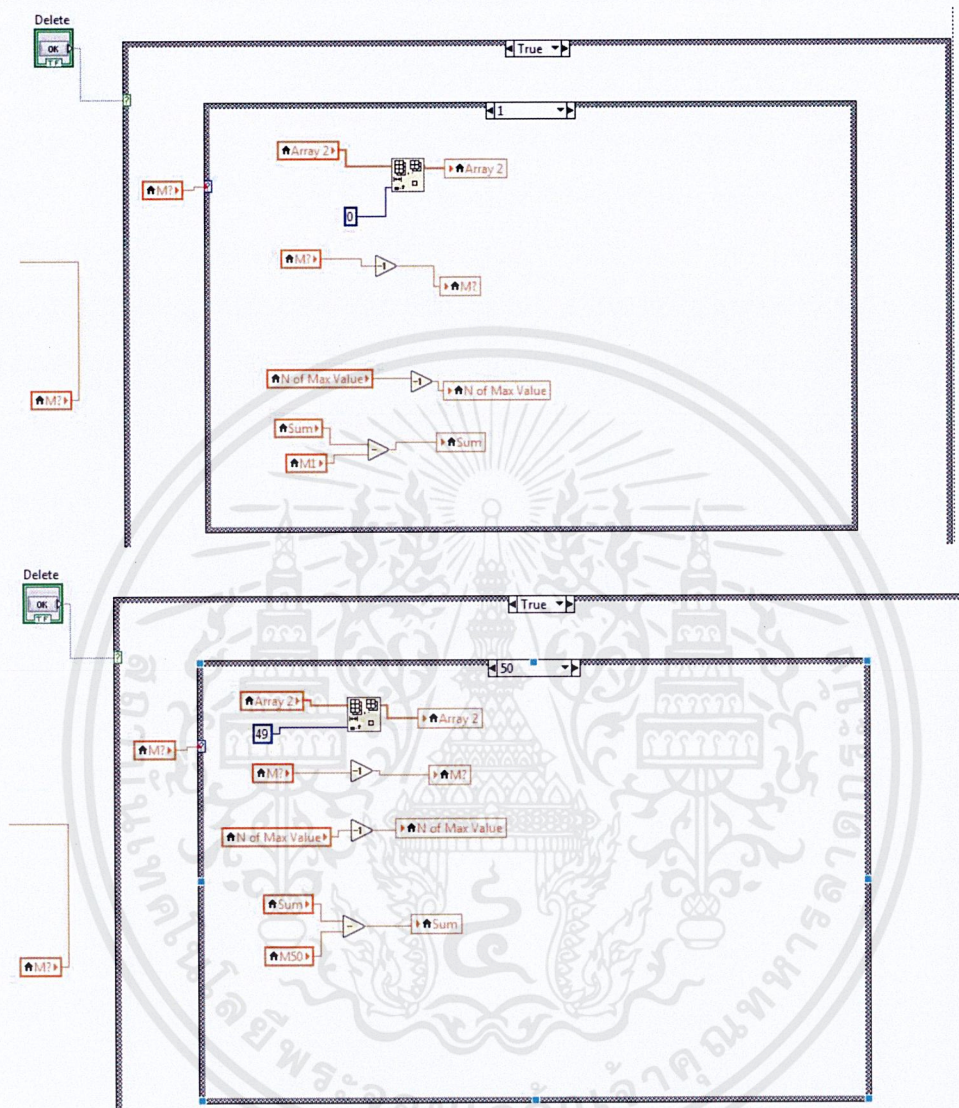 Delete
OK
TF
True
?
1
Array 2
Array 2
M?
0
M?
-1
M?
N of Max Value
-1
N of Max Value
M?
Sum
-
Sum
M1
Delete
OK
TF
True
?
50
Array 2
Array 2
49
M?
M?
-1
M?
N of Max Value
-1
N of Max Value
Sum
-
Sum
M50
M?